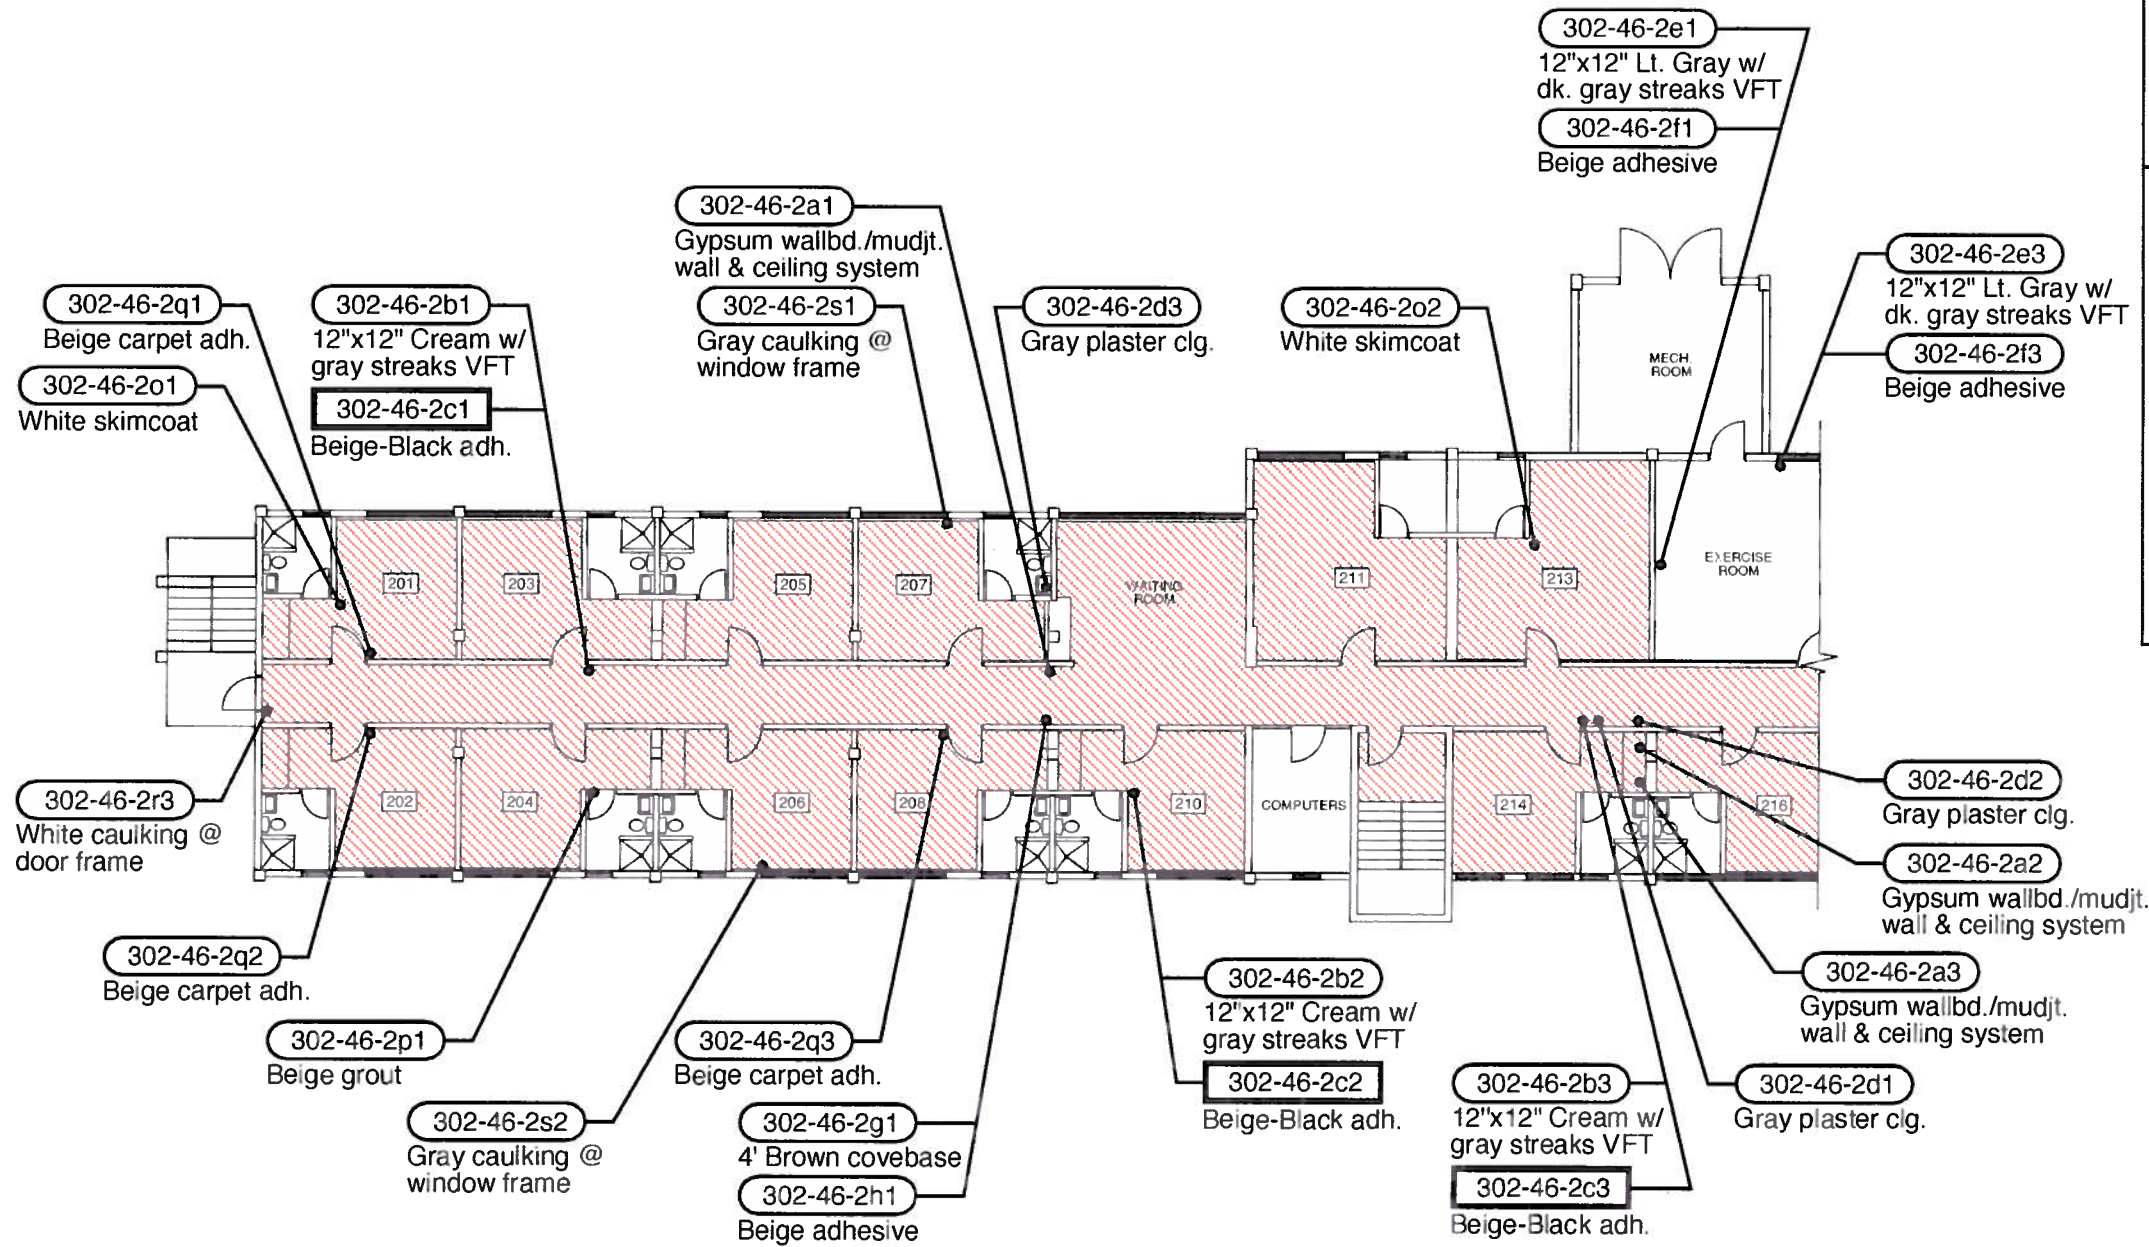 302-46-2e1
12"x12" Lt. Gray w/
dk. gray streaks VFT
302-46-2f1
Beige adhesive
302-46-2a1
Gypsum wallbd./mudjt.
wall & ceiling system
302-46-2e3
12"x12" Lt. Gray w/
dk. gray streaks VFT
302-46-2f3
Beige adhesive
302-46-2q1
Beige carpet adh.
302-46-2b1
12"x12" Cream w/
gray streaks VFT
302-46-2s1
Gray caulking @
window frame
302-46-2d3
Gray plaster clg.
302-46-2o2
White skimcoat
302-46-2o1
White skimcoat
302-46-2c1
Beige-Black adh.
MECH.
ROOM
201
203
205
207
WAITING
ROOM
211
213
EXERCISE
ROOM
202
204
206
208
210
COMPUTERS
214
216
302-46-2r3
White caulking @
door frame
302-46-2d2
Gray plaster clg.
302-46-2a2
Gypsum wallbd./mudjt.
wall & ceiling system
302-46-2q2
Beige carpet adh.
302-46-2b2
12"x12" Cream w/
gray streaks VFT
302-46-2a3
Gypsum wallbd./mudjt.
wall & ceiling system
302-46-2p1
Beige grout
302-46-2q3
Beige carpet adh.
302-46-2c2
Beige-Black adh.
302-46-2b3
12"x12" Cream w/
gray streaks VFT
302-46-2d1
Gray plaster clg.
302-46-2s2
Gray caulking @
window frame
302-46-2g1
4' Brown covebase
302-46-2h1
Beige adhesive
302-46-2c3
Beige-Black adh.